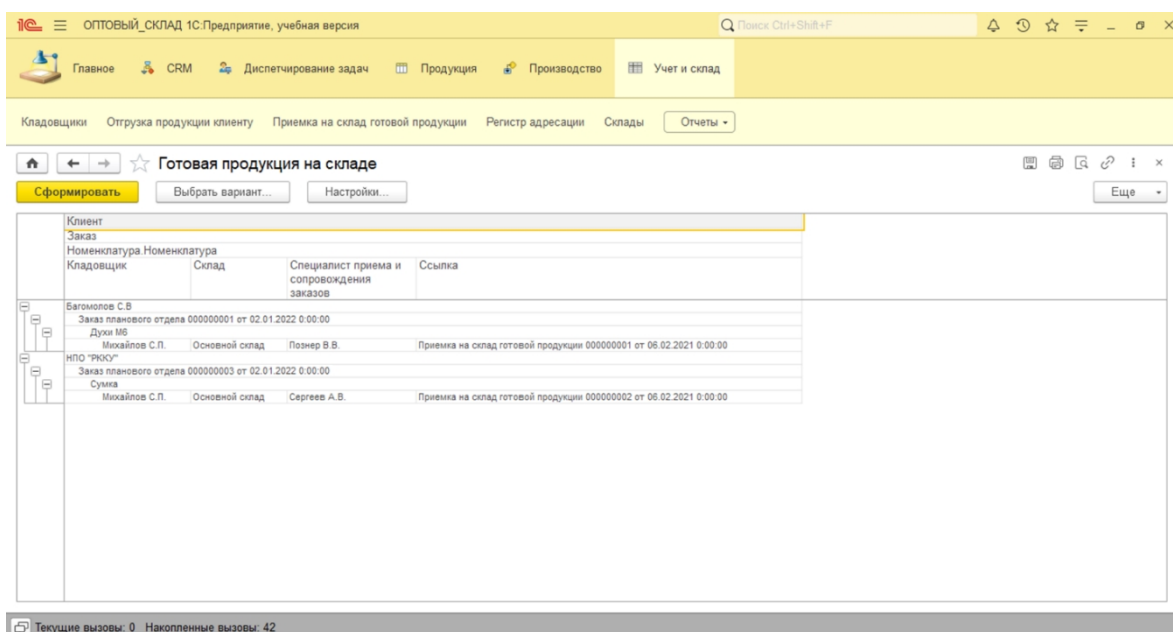 1С ОПТОВЫЙ_СКЛАД 1С:Предприятие, учебная версия Поиск Ctrl+Shift+F
Главное CRM Диспетчирование задач Продукция Производство Учет и склад
Кладовщики Отгрузка продукции клиенту Приемка на склад готовой продукции Регистр адресации Склады Отчеты
Готовая продукция на складе
Сформировать Выбрать вариант... Настройки... Еще
Клиент
Заказ
Номенклатура.Номенклатура
Кладовщик Склад Специалист приема и Ссылка
сопровождения
заказов
Багомолов С.В
Заказ планового отдела 000000001 от 02.01.2022 0:00:00
Духи М6
Михайлов С.П. Основной склад Познер В.В. Приемка на склад готовой продукции 000000001 от 06.02.2021 0:00:00
НПО "РККУ"
Заказ планового отдела 000000003 от 02.01.2022 0:00:00
Сумка
Михайлов С.П. Основной склад Сергеев А.В. Приемка на склад готовой продукции 000000002 от 06.02.2021 0:00:00
Текущие вызовы: 0 Накопленные вызовы: 42